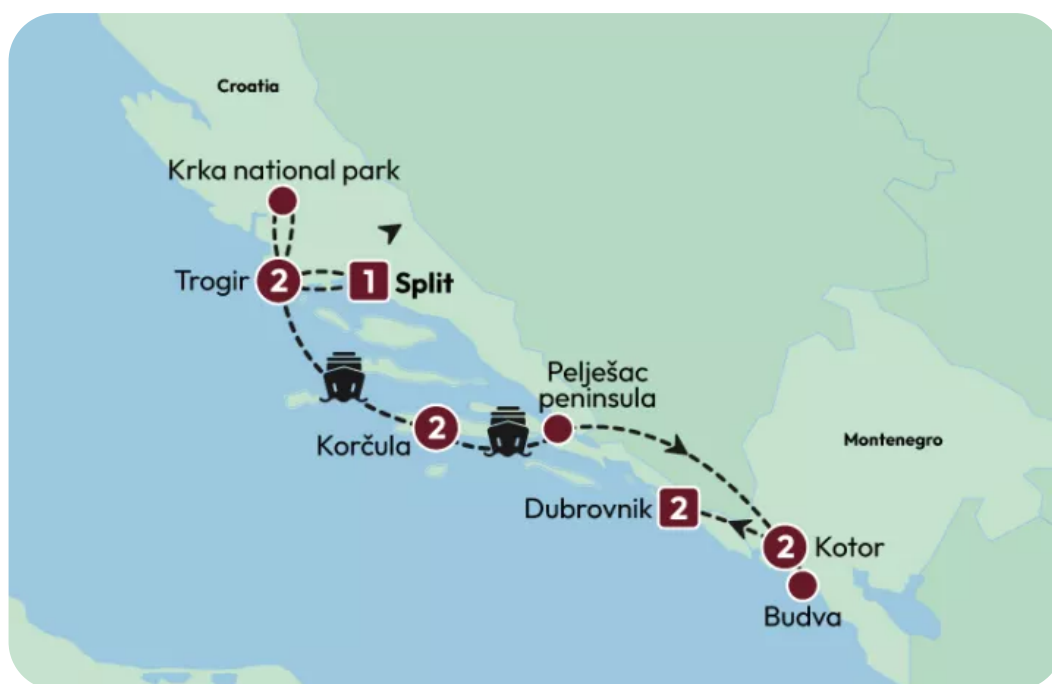 Croatia
Krka national park
Trogir
2
1
Split
Pelješac
peninsula
Korčula
2
Montenegro
Dubrovnik
2
2
Kotor
Budva